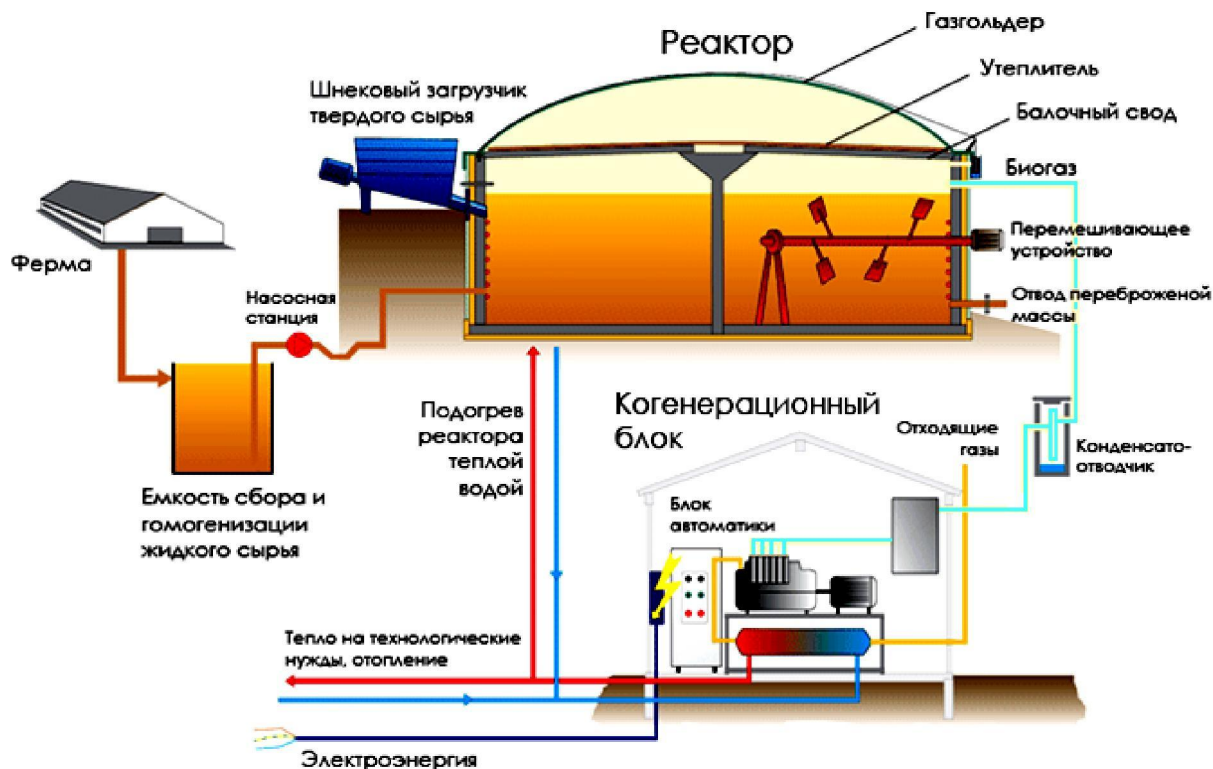 Реактор
Газгольдер
Утеплитель
Балочный свод
Шнековый загрузчик
твердого сырья
Биогаз
Ферма
Перемешивающее
устройство
Насосная
станция
Отвод переброженой
массы
Подогрев
реактора
теплой
водой
Когенерационный
блок
Отходящие
газы
Конденсато-
отводчик
Емкость сбора и
гомогенизации
жидкого сырья
Блок
автоматики
Тепло на технологические
нужды, отопление
Электроэнергия